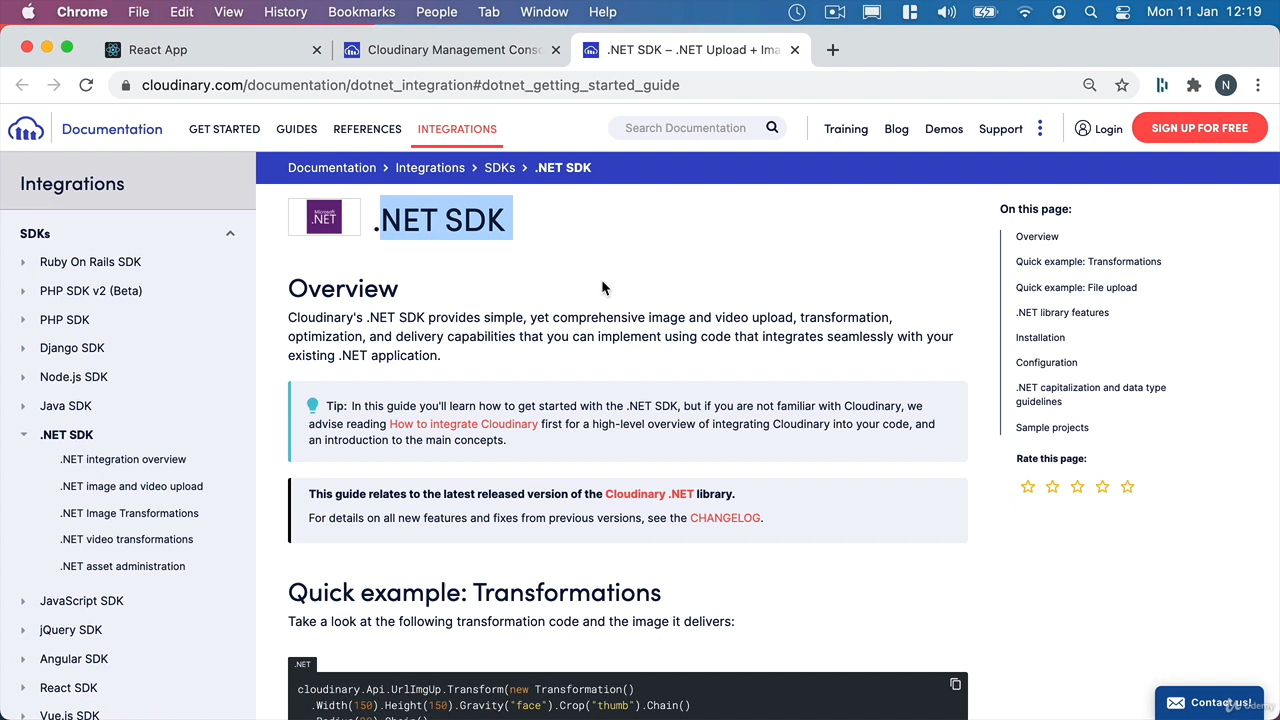 Chrome File Edit View History Bookmarks People Tab Window Help Mon 11 Jan 12:19
React App
Cloudinary Management Conso
.NET SDK – .NET Upload + Ima
cloudinary.com/documentation/dotnet_integration#dotnet_getting_started_guide
N
Documentation GET STARTED GUIDES REFERENCES INTEGRATIONS Search Documentation Training Blog Demos Support Login SIGN UP FOR FREE
Integrations
SDKs
Ruby On Rails SDK
PHP SDK v2 (Beta)
PHP SDK
Django SDK
Node.js SDK
Java SDK
.NET SDK
.NET integration overview
.NET image and video upload
.NET Image Transformations
.NET video transformations
.NET asset administration
JavaScript SDK
jQuery SDK
Angular SDK
React SDK
Vue.js SDK
Documentation > Integrations > SDKs > .NET SDK
Microsoft
.NET
.NET SDK
Overview
Cloudinary's .NET SDK provides simple, yet comprehensive image and video upload, transformation,
optimization, and delivery capabilities that you can implement using code that integrates seamlessly with your
existing .NET application.
Tip: In this guide you'll learn how to get started with the .NET SDK, but if you are not familiar with Cloudinary, we
advise reading How to integrate Cloudinary first for a high-level overview of integrating Cloudinary into your code, and
an introduction to the main concepts.
This guide relates to the latest released version of the Cloudinary .NET library.
For details on all new features and fixes from previous versions, see the CHANGELOG.
Quick example: Transformations
Take a look at the following transformation code and the image it delivers:
.NET
cloudinary.Api.UrlImgUp.Transform(new Transformation()
.Width(150).Height(150).Gravity("face").Crop("thumb").Chain()
On this page:
Overview
Quick example: Transformations
Quick example: File upload
.NET library features
Installation
Configuration
.NET capitalization and data type
guidelines
Sample projects
Rate this page:
Contact us!
Udemy